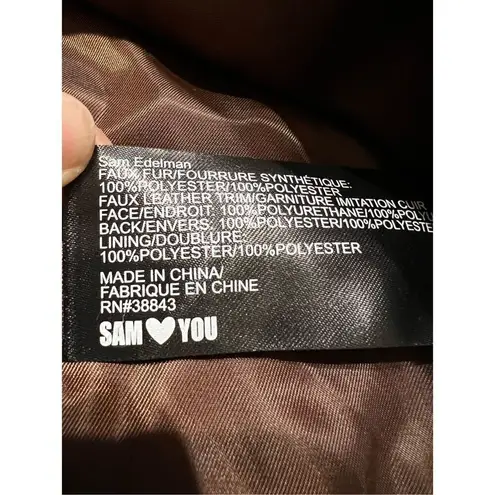 Sam Edelman
FAUX FUR/FOURRURE SYNTHÉTIQUE:
100%POLYESTER/100%POLYESTER
FAUX LEATHER TRIM/GARNITURE IMITATION CUIR
FACE/ENDROIT: 100%POLYURETHANE/100%POLYU
BACK/ENVERS: 100%POLYESTER/100%POLYESTE
LINING/DOUBLURE:
100%POLYESTER/100%POLYESTER
MADE IN CHINA/
FABRIQUE EN CHINE
RN#38843
SAM♥YOU